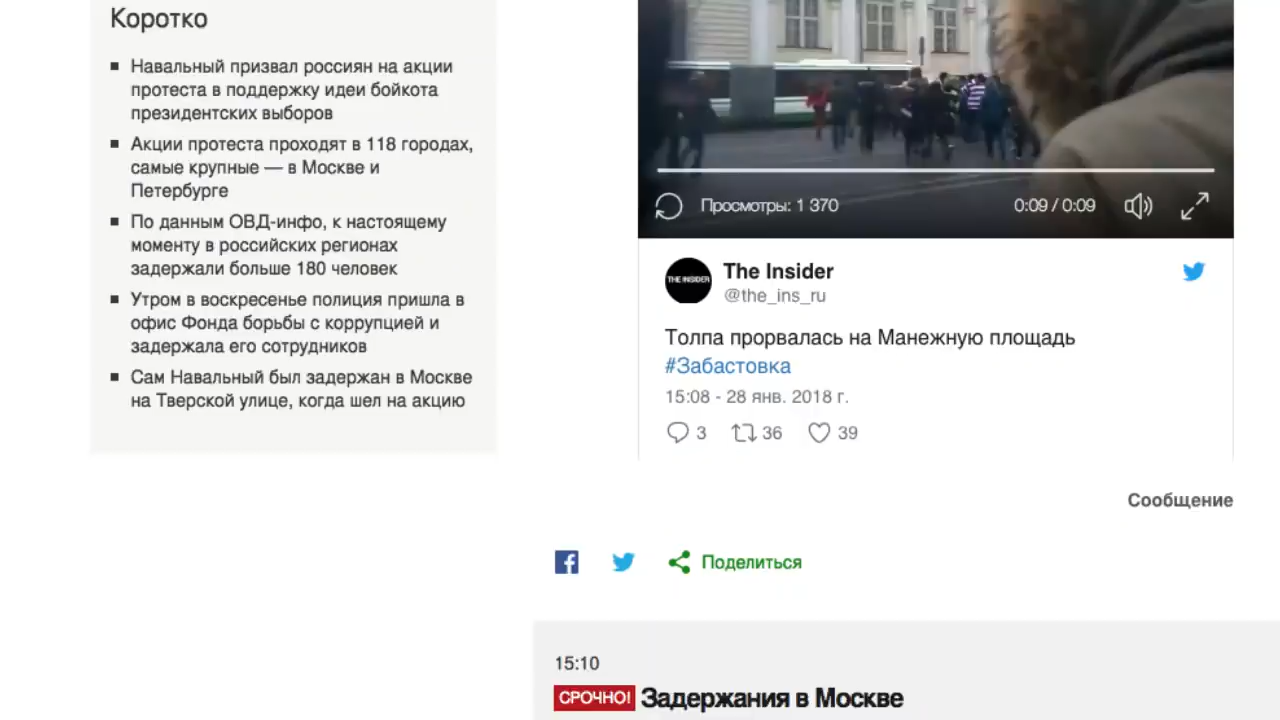 Коротко
Навальный призвал россиян на акции
протеста в поддержку идеи бойкота
президентских выборов
Акции протеста проходят в 118 городах,
самые крупные — в Москве и
Петербурге
По данным ОВД-инфо, к настоящему
моменту в российских регионах
задержали больше 180 человек
Утром в воскресенье полиция пришла в
офис Фонда борьбы с коррупцией и
задержала его сотрудников
Сам Навальный был задержан в Москве
на Тверской улице, когда шел на акцию
Просмотры: 1 370
0:09 / 0:09
THE INSIDER
The Insider
@the_ins_ru
Толпа прорвалась на Манежную площадь
#Забастовка
15:08 - 28 янв. 2018 г.
3 36 39
Сообщение
Поделиться
15:10
СРОЧНО! Задержания в Москве